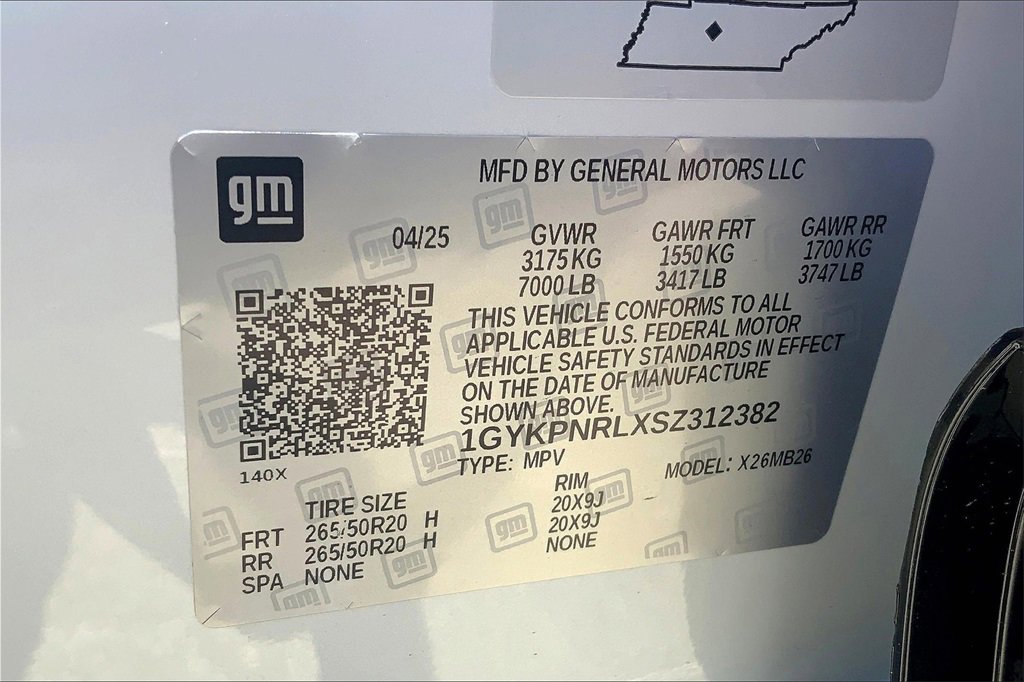 gm
MFD BY GENERAL MOTORS LLC
04/25
GVWR GAWR FRT GAWR RR
3175 KG 1550 KG 1700 KG
7000 LB 3417 LB 3747 LB
THIS VEHICLE CONFORMS TO ALL
APPLICABLE U.S. FEDERAL MOTOR
VEHICLE SAFETY STANDARDS IN EFFECT
ON THE DATE OF MANUFACTURE
SHOWN ABOVE.
1GYKPNRLXSZ312382
TYPE: MPV MODEL: X26MB26
140X
TIRE SIZE RIM
FRT 265/50R20 H 20X9J
RR 265/50R20 H 20X9J
SPA NONE NONE